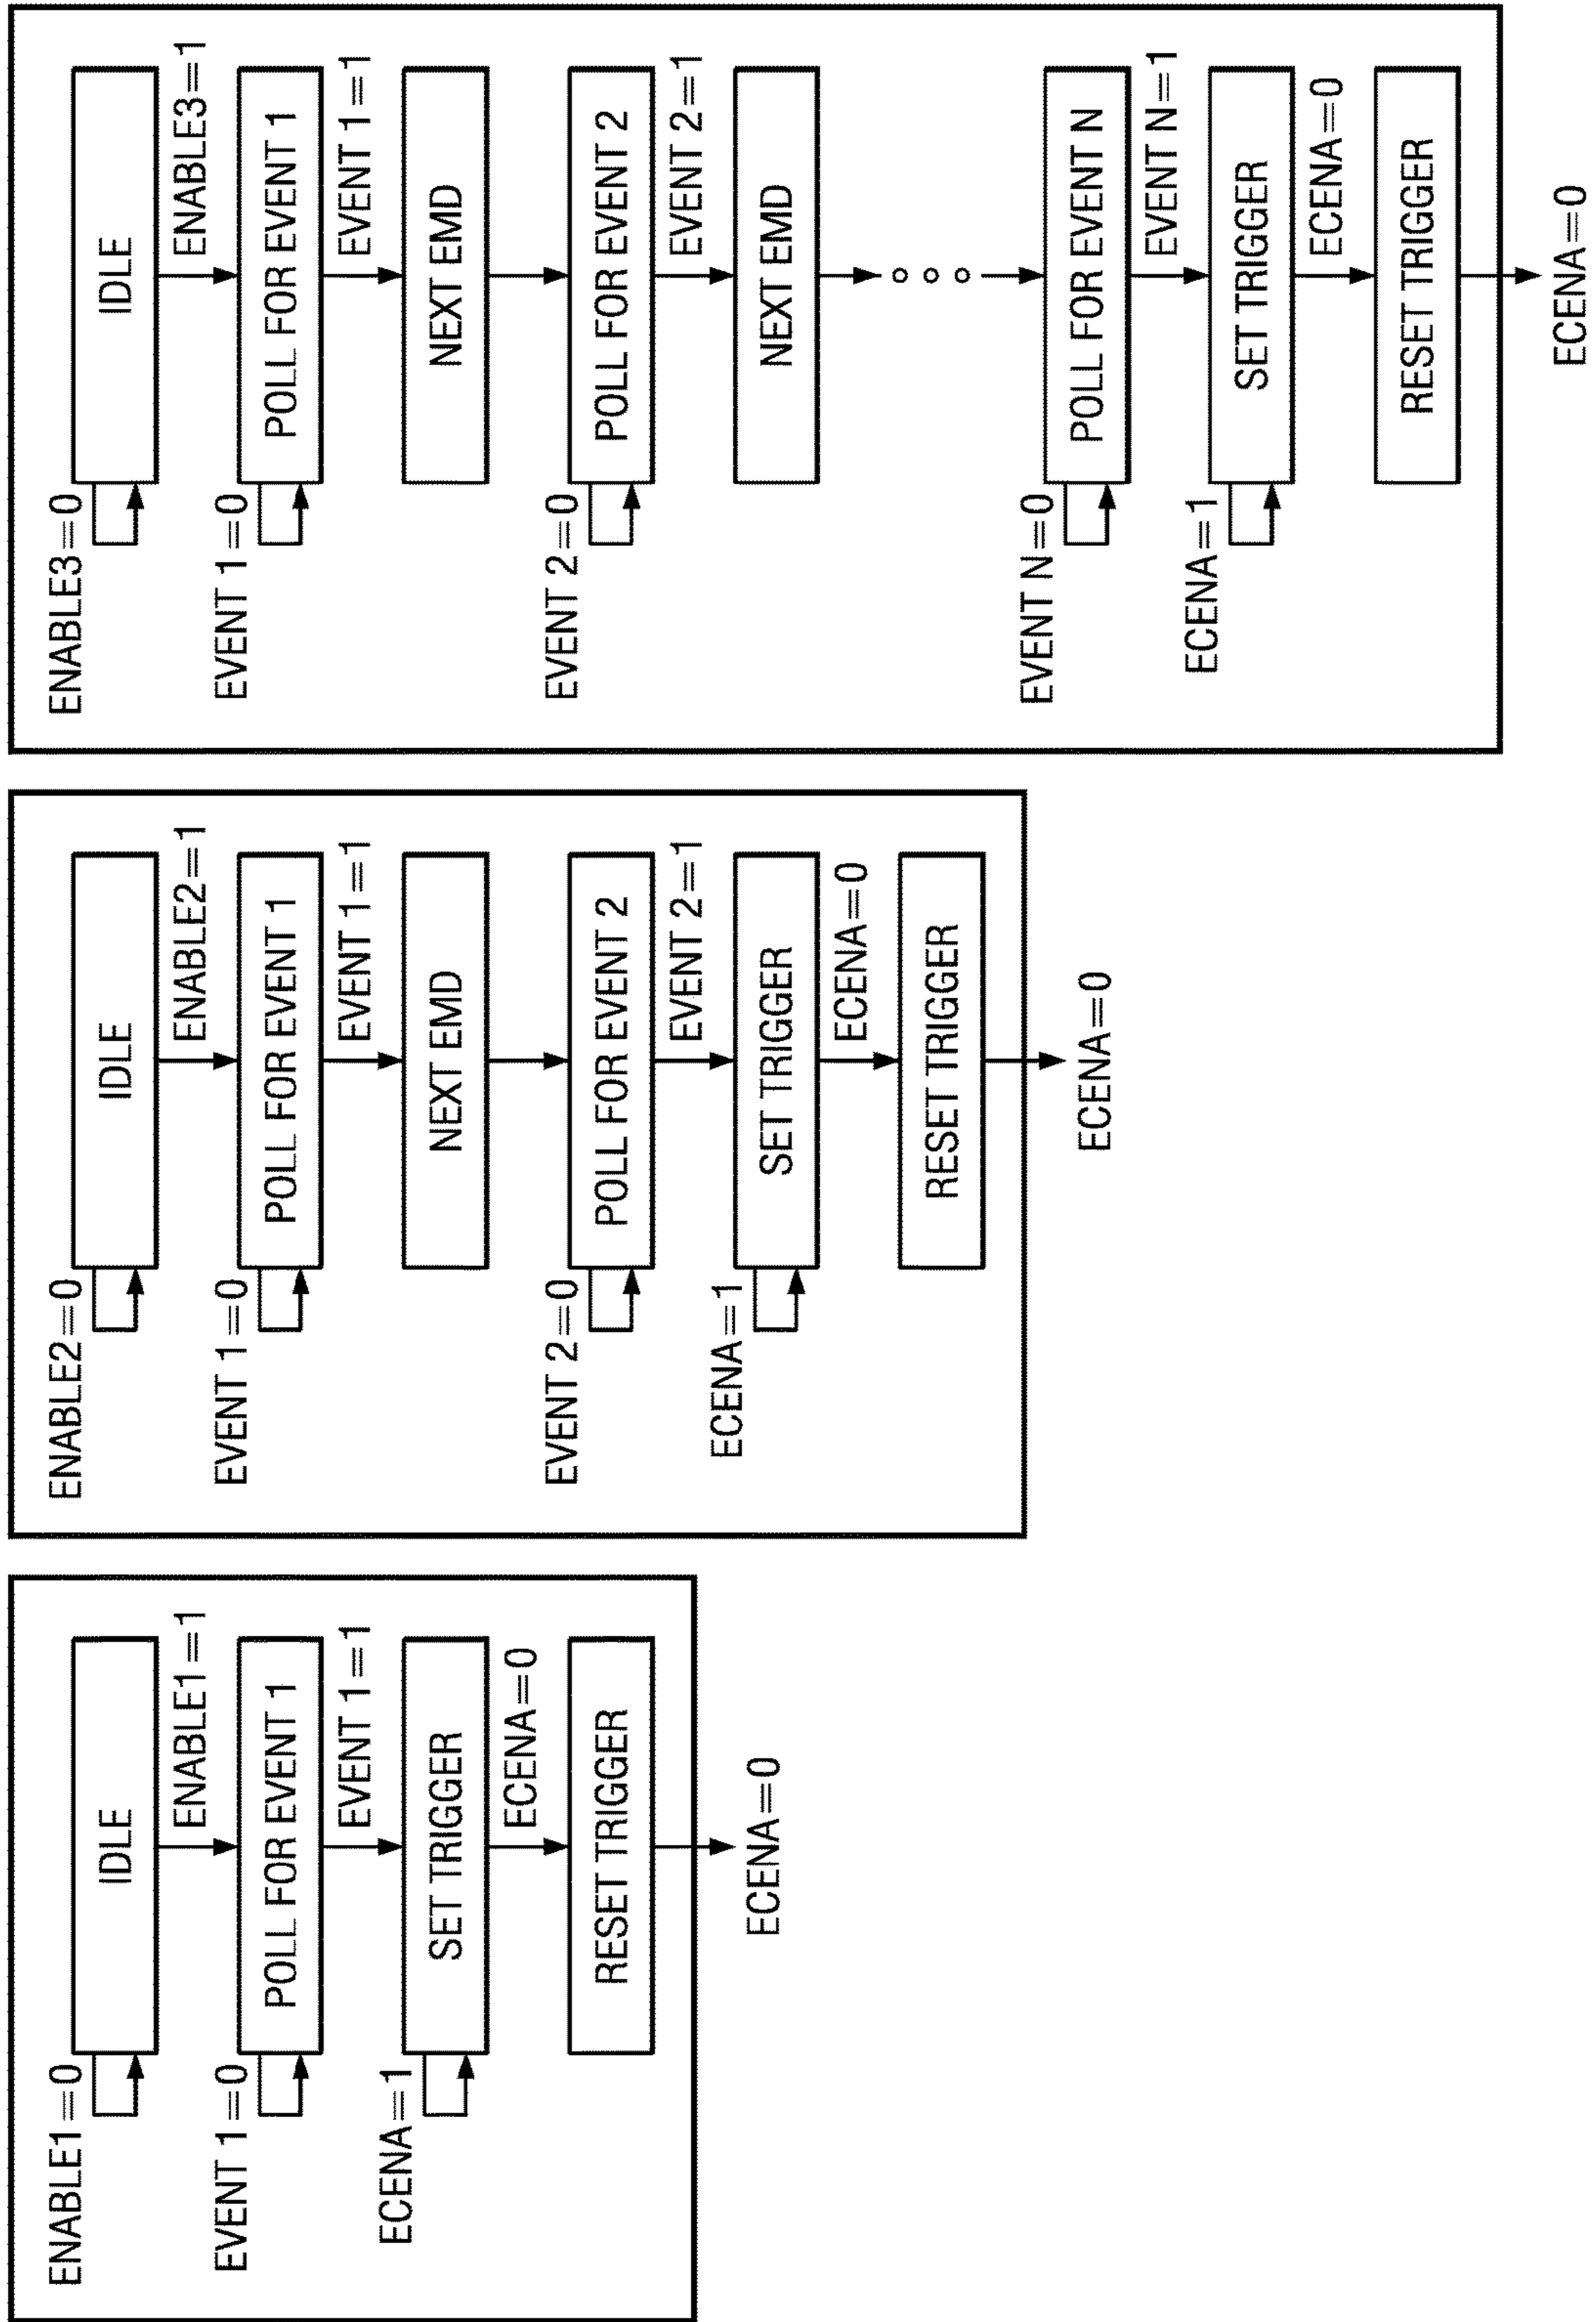 ENABLE1=0
IDLE
ENABLE1=1
EVENT 1=0
POLL FOR EVENT 1
EVENT 1=1
ECENA=1
SET TRIGGER
ECENA=0
RESET TRIGGER
ECENA=0
ENABLE2=0
IDLE
ENABLE2=1
EVENT 1=0
POLL FOR EVENT 1
EVENT 1=1
NEXT EMD
EVENT 2=0
POLL FOR EVENT 2
EVENT 2=1
ECENA=1
SET TRIGGER
ECENA=0
RESET TRIGGER
ECENA=0
ENABLE3=0
IDLE
ENABLE3=1
EVENT 1=0
POLL FOR EVENT 1
EVENT 1=1
NEXT EMD
EVENT 2=0
POLL FOR EVENT 2
EVENT 2=1
NEXT EMD
EVENT N=0
POLL FOR EVENT N
EVENT N=1
ECENA=1
SET TRIGGER
ECENA=0
RESET TRIGGER
ECENA=0